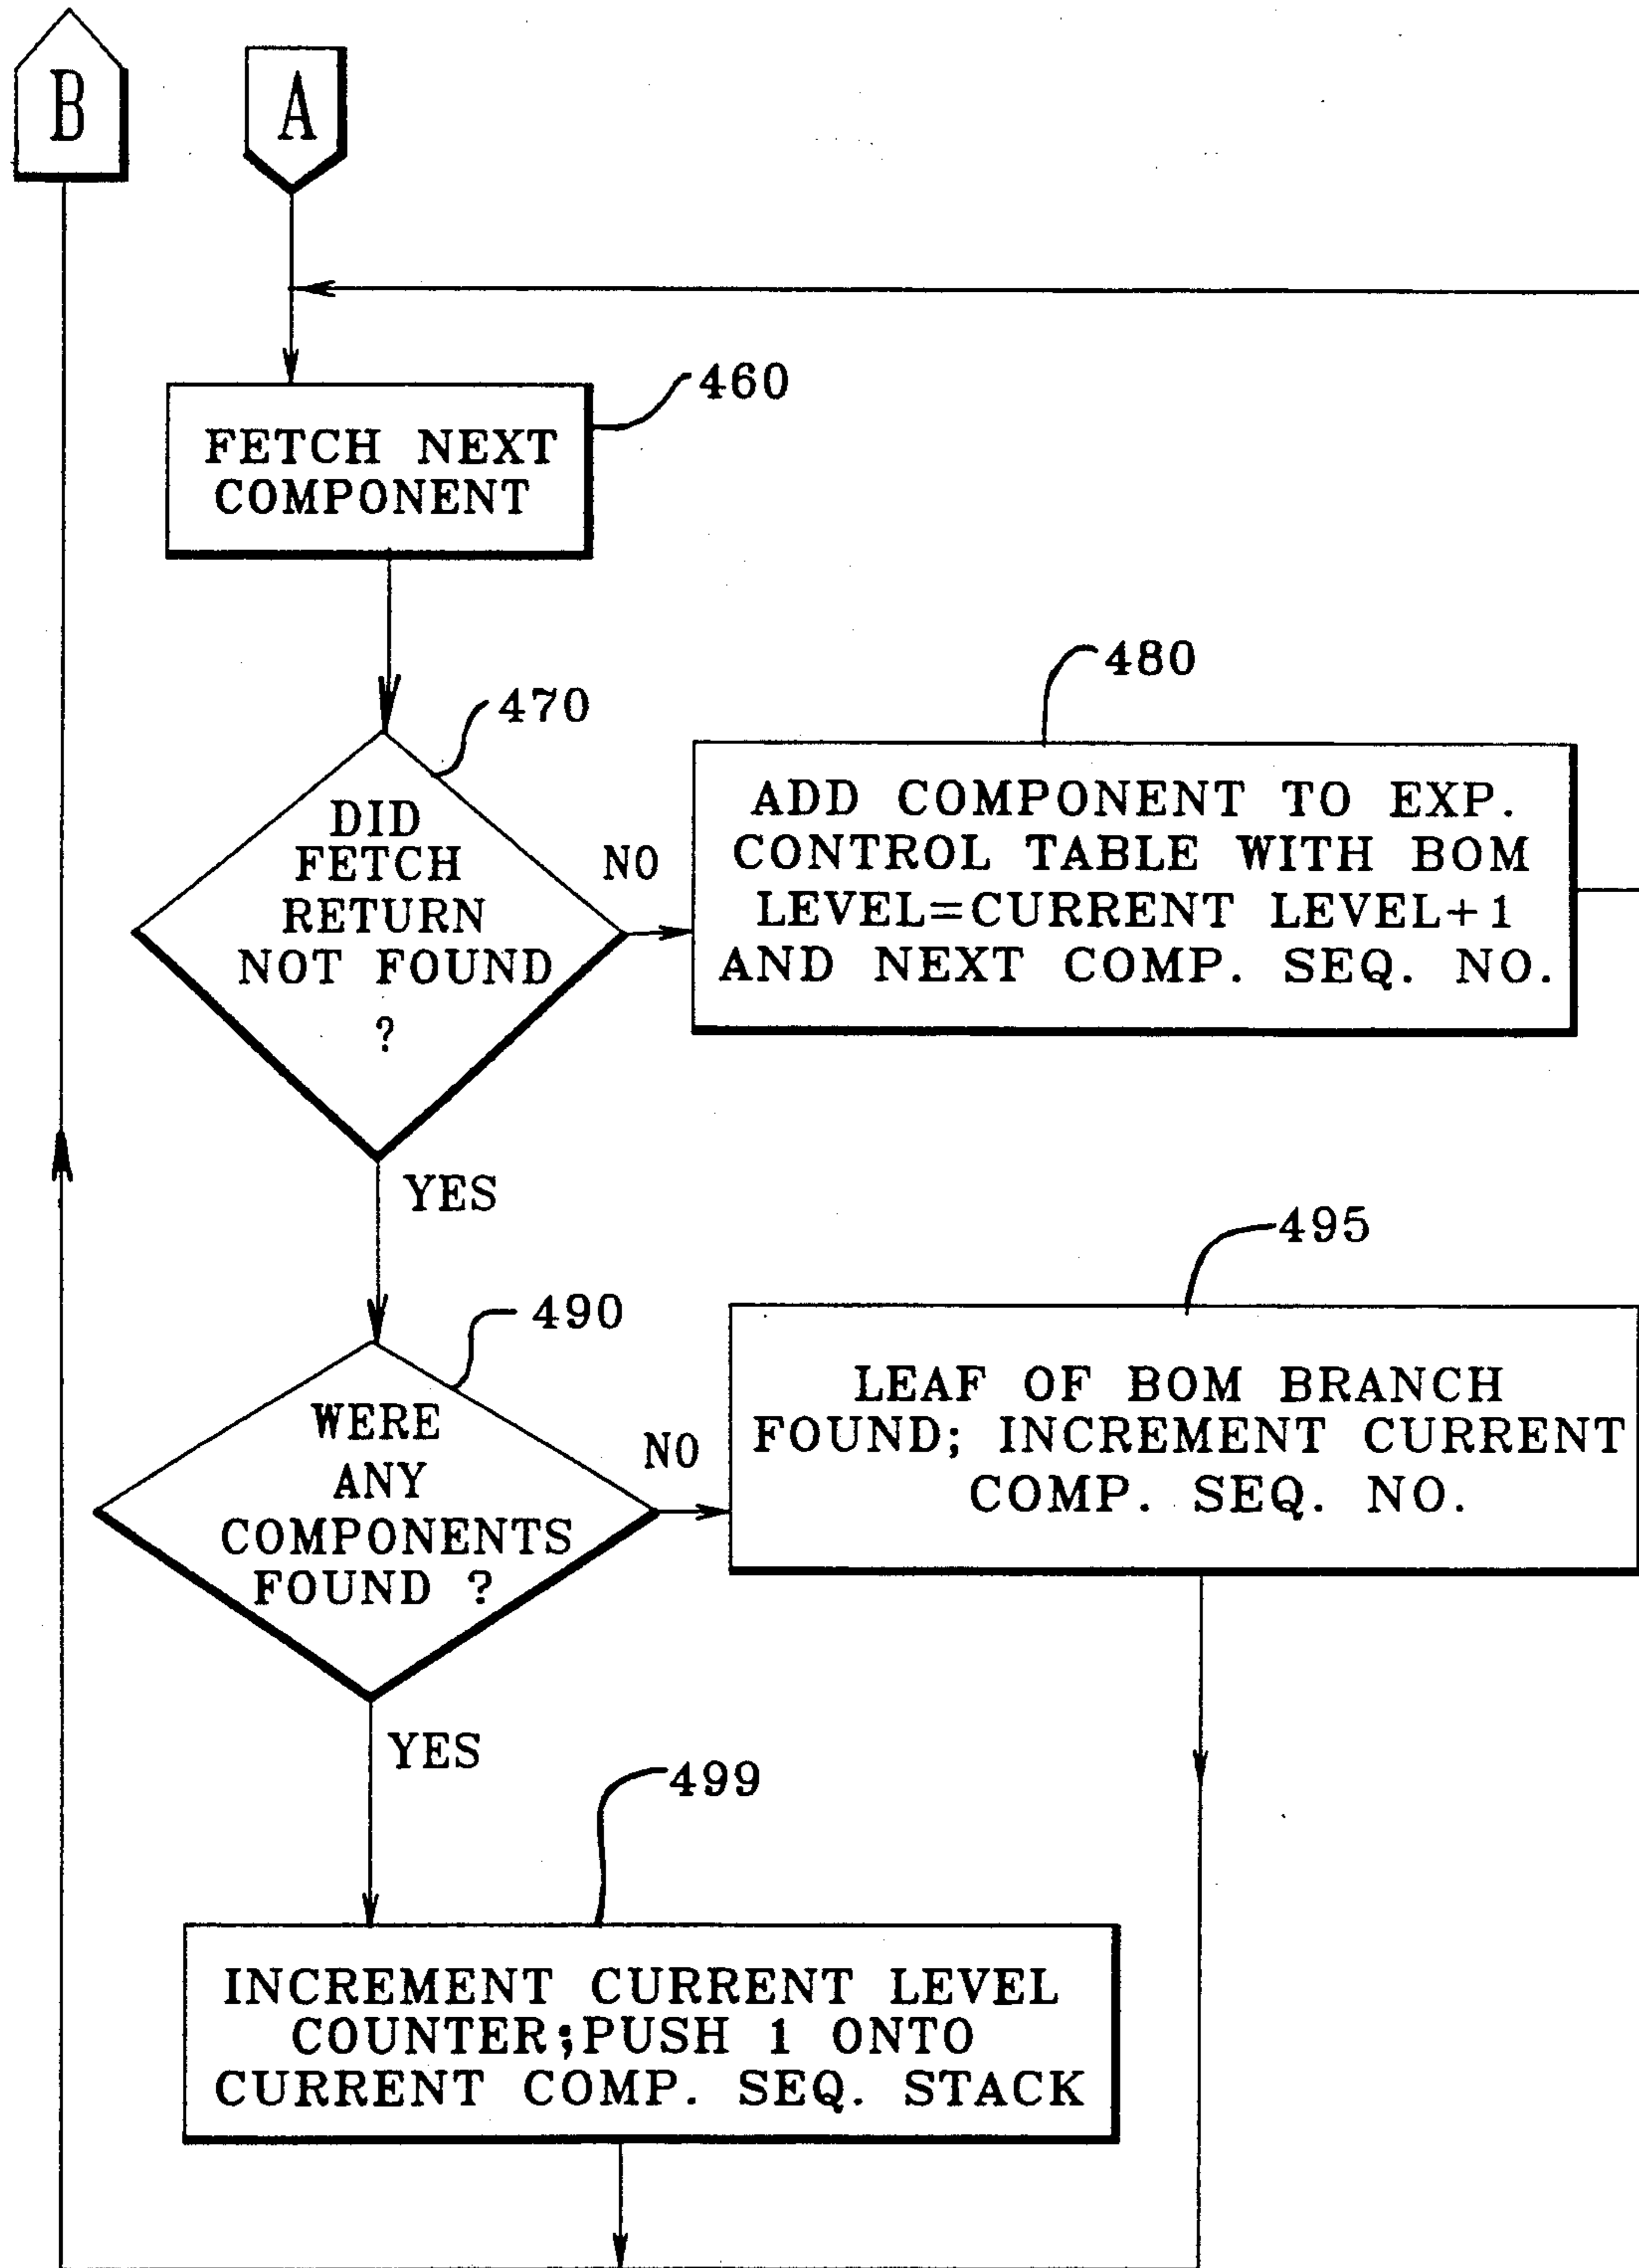 B
A
460
FETCH NEXT
COMPONENT
470
DID
FETCH
RETURN
NOT FOUND
?
NO
480
ADD COMPONENT TO EXP.
CONTROL TABLE WITH BOM
LEVEL=CURRENT LEVEL+1
AND NEXT COMP. SEQ. NO.
YES
490
WERE
ANY
COMPONENTS
FOUND ?
NO
495
LEAF OF BOM BRANCH
FOUND; INCREMENT CURRENT
COMP. SEQ. NO.
YES
499
INCREMENT CURRENT LEVEL
COUNTER;PUSH 1 ONTO
CURRENT COMP. SEQ. STACK